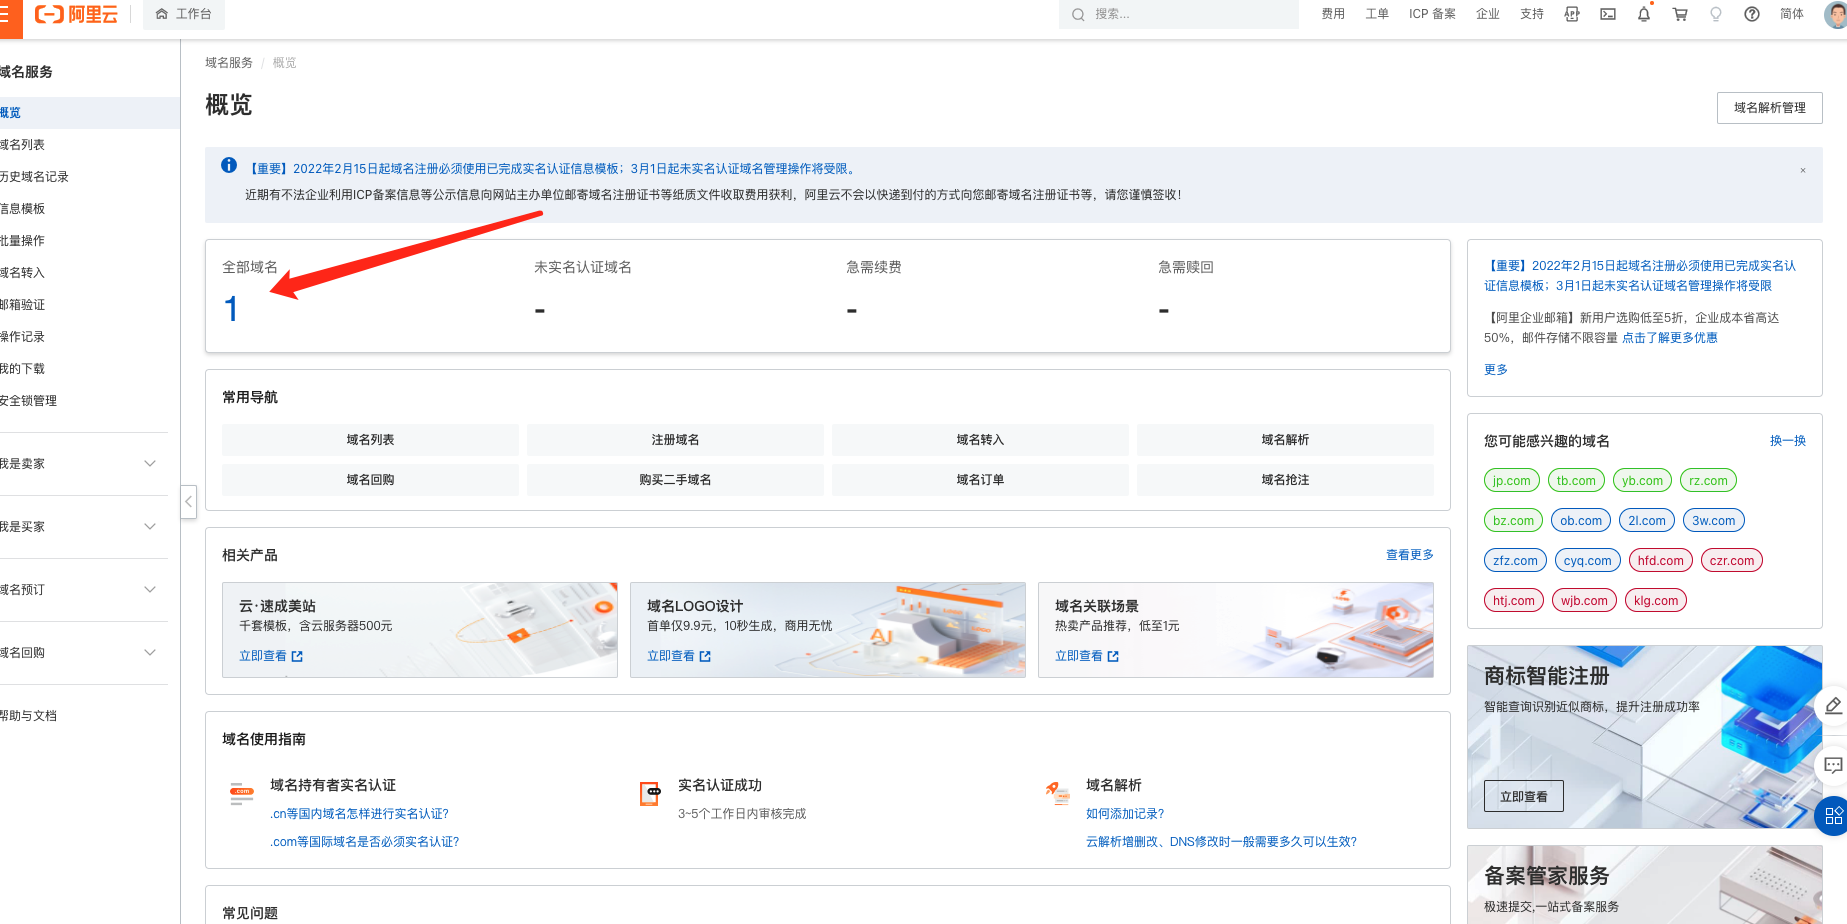 阿里云
工作台
搜索...
费用
工单
ICP 备案
企业
支持
简体
域名服务
概览
域名列表
历史域名记录
信息模板
批量操作
域名转入
邮箱验证
操作记录
我的下载
安全锁管理
我是卖家
我是买家
域名预订
域名回购
帮助与文档
域名服务 / 概览
概览
域名解析管理
【重要】2022年2月15日起域名注册必须使用已完成实名认证信息模板；3月1日起未实名认证域名管理操作将受限。
近期有不法企业利用ICP备案信息等公示信息向网站主办单位邮寄域名注册证书等纸质文件收取费用获利，阿里云不会以快递到付的方式向您邮寄域名注册证书等，请您谨慎签收！
全部域名
1
未实名认证域名
-
急需续费
-
急需赎回
-
常用导航
域名列表
注册域名
域名转入
域名解析
域名回购
购买二手域名
域名订单
域名抢注
相关产品
查看更多
云·速成美站
千套模板，含云服务器500元
立即查看
域名LOGO设计
首单仅9.9元，10秒生成，商用无忧
立即查看
AI
域名关联场景
热卖产品推荐，低至1元
立即查看
域名使用指南
.com
域名持有者实名认证
.cn等国内域名怎样进行实名认证?
.com等国际域名是否必须实名认证?
实名认证成功
3~5个工作日内审核完成
域名解析
如何添加记录?
云解析增删改、DNS修改时一般需要多久可以生效?
常见问题
【重要】2022年2月15日起域名注册必须使用已完成实名认
证信息模板；3月1日起未实名认证域名管理操作将受限
【阿里企业邮箱】新用户选购低至5折，企业成本省高达
50%，邮件存储不限容量 点击了解更多优惠
更多
您可能感兴趣的域名
换一换
jp.com
tb.com
yb.com
rz.com
bz.com
ob.com
2l.com
3w.com
zfz.com
cyq.com
hfd.com
czr.com
htj.com
wjb.com
klg.com
商标智能注册
智能查询识别近似商标，提升注册成功率
立即查看
备案管家服务
极速提交,一站式备案服务